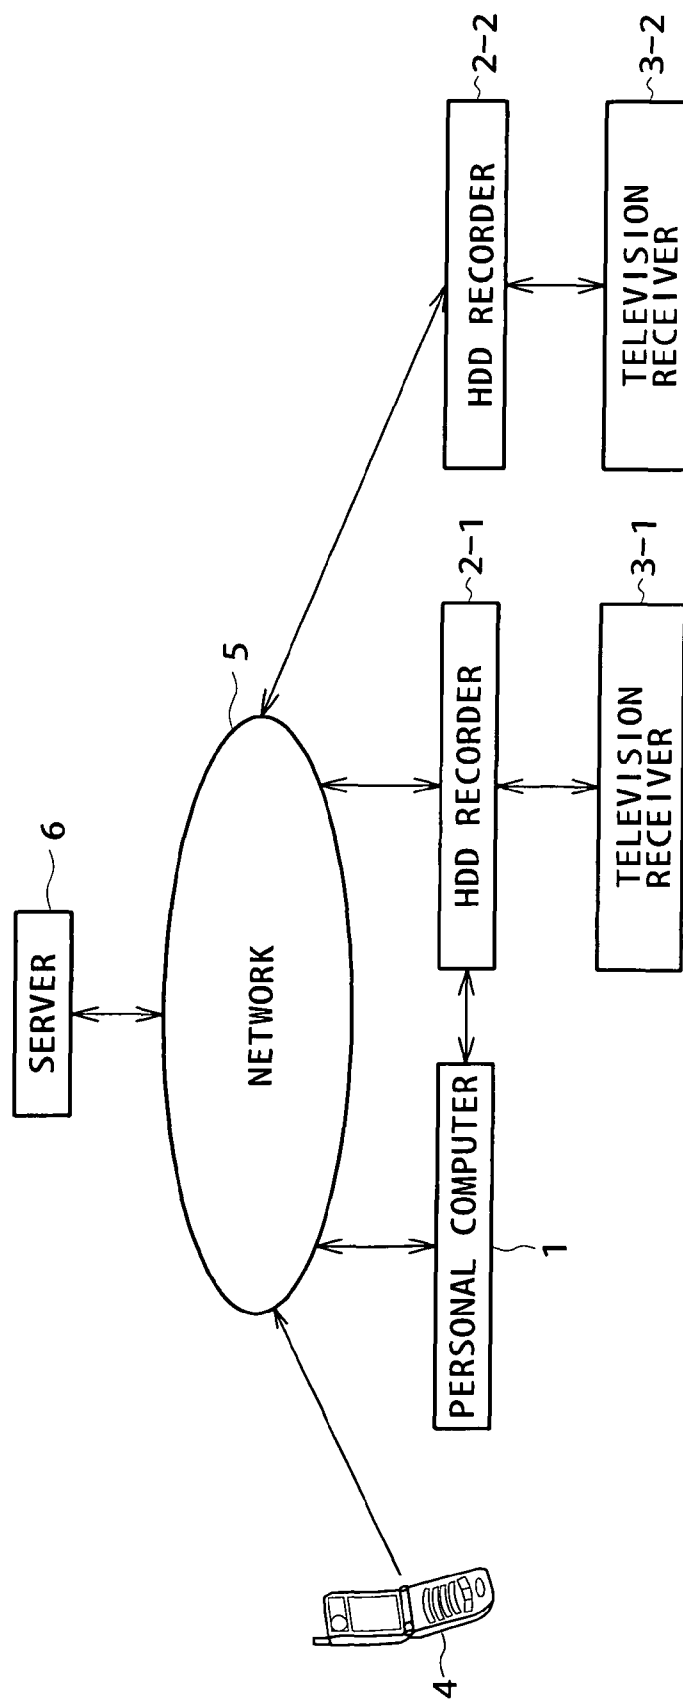 SERVER
6
5
NETWORK
4
PERSONAL COMPUTER
1
HDD RECORDER
2-1
HDD RECORDER
2-2
TELEVISION
RECEIVER
3-1
TELEVISION
RECEIVER
3-2